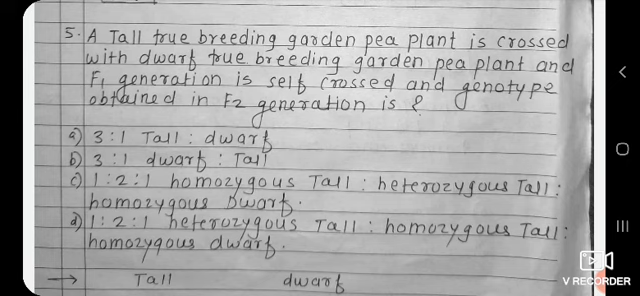 5. A Tall true breeding garden pea plant is crossed
with dwarf true breeding garden pea plant and
F1 generation is self crossed and genotype
obtained in F2 generation is ?
a) 3:1 Tall : dwarf
b) 3:1 dwarf : Tall
c) 1:2:1 homozygous Tall : heterozygous Tall :
homozygous Dwarf.
d) 1:2:1 heterozygous Tall : homozygous Tall :
homozygous dwarf.
→ Tall dwarf
V RECORDER